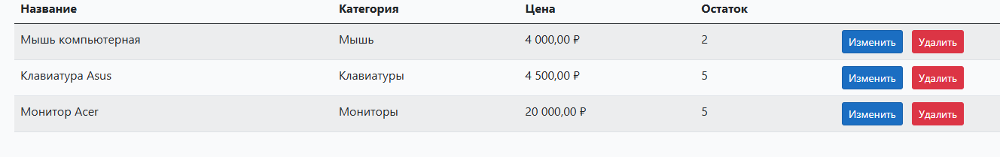 Название Категория Цена Остаток
Мышь компьютерная Мышь 4 000,00 ₽ 2 Изменить Удалить
Клавиатура Asus Клавиатуры 4 500,00 ₽ 5 Изменить Удалить
Монитор Acer Мониторы 20 000,00 ₽ 5 Изменить Удалить